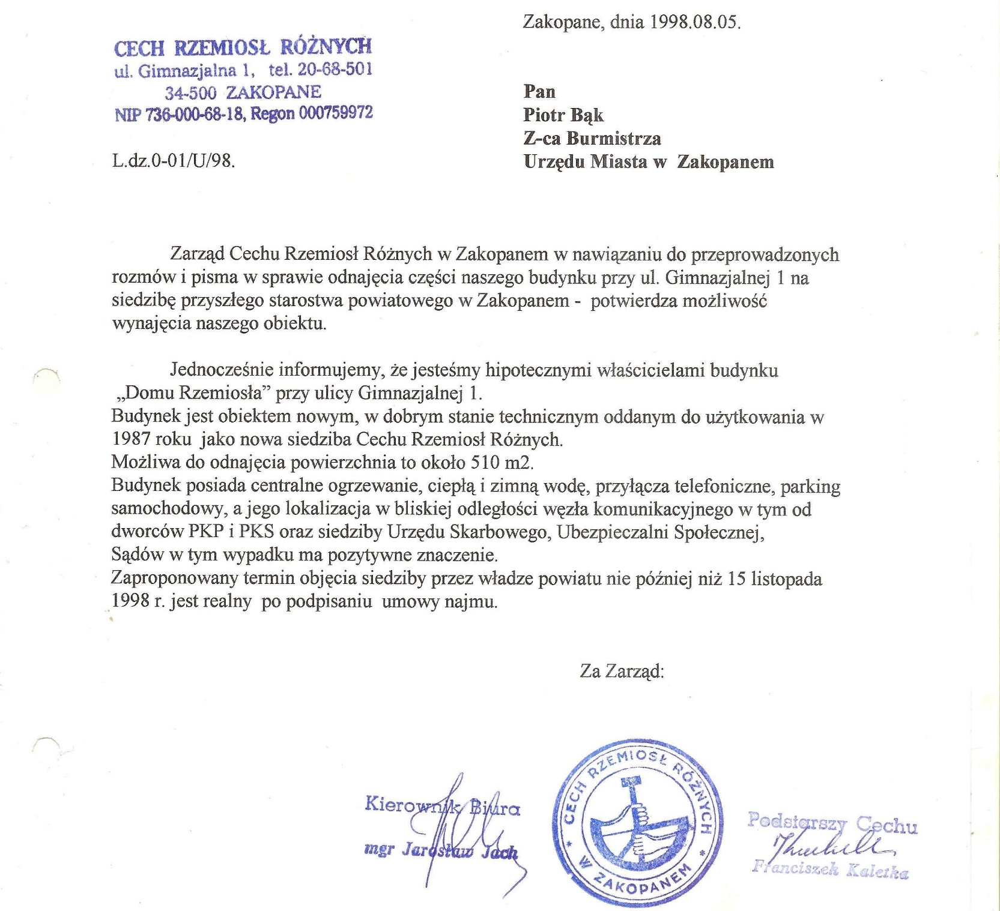 Zakopane, dnia 1998.08.05.
CECH RZEMIOSŁ RÓŻNYCH
ul. Gimnazjalna 1, tel. 20-68-501
34-500 ZAKOPANE
NIP 736-000-68-18, Regon 000759972
L.dz.0-01/U/98.
Pan
Piotr Bąk
Z-ca Burmistrza
Urzędu Miasta w Zakopanem
Zarząd Cechu Rzemiosł Różnych w Zakopanem w nawiązaniu do przeprowadzonych
rozmów i pisma w sprawie odnajęcia części naszego budynku przy ul. Gimnazjalnej 1 na
siedzibę przyszłego starostwa powiatowego w Zakopanem - potwierdza możliwość
wynajęcia naszego obiektu.
Jednocześnie informujemy, że jesteśmy hipotecznymi właścicielami budynku
„Domu Rzemiosła” przy ulicy Gimnazjalnej 1.
Budynek jest obiektem nowym, w dobrym stanie technicznym oddanym do użytkowania w
1987 roku jako nowa siedziba Cechu Rzemiosł Różnych.
Możliwa do odnajęcia powierzchnia to około 510 m2.
Budynek posiada centralne ogrzewanie, ciepłą i zimną wodę, przyłącza telefoniczne, parking
samochodowy, a jego lokalizacja w bliskiej odległości węzła komunikacyjnego w tym od
dworców PKP i PKS oraz siedziby Urzędu Skarbowego, Ubezpieczalni Społecznej,
Sądów w tym wypadku ma pozytywne znaczenie.
Zaproponowany termin objęcia siedziby przez władze powiatu nie później niż 15 listopada
1998 r. jest realny po podpisaniu umowy najmu.
Za Zarząd:
Kierownik Biura
mgr Jarosław Jach
CECH RZEMIOSŁ RÓŻNYCH
* W ZAKOPANEM *
Podstarszy Cechu
Franciszek Kaletka